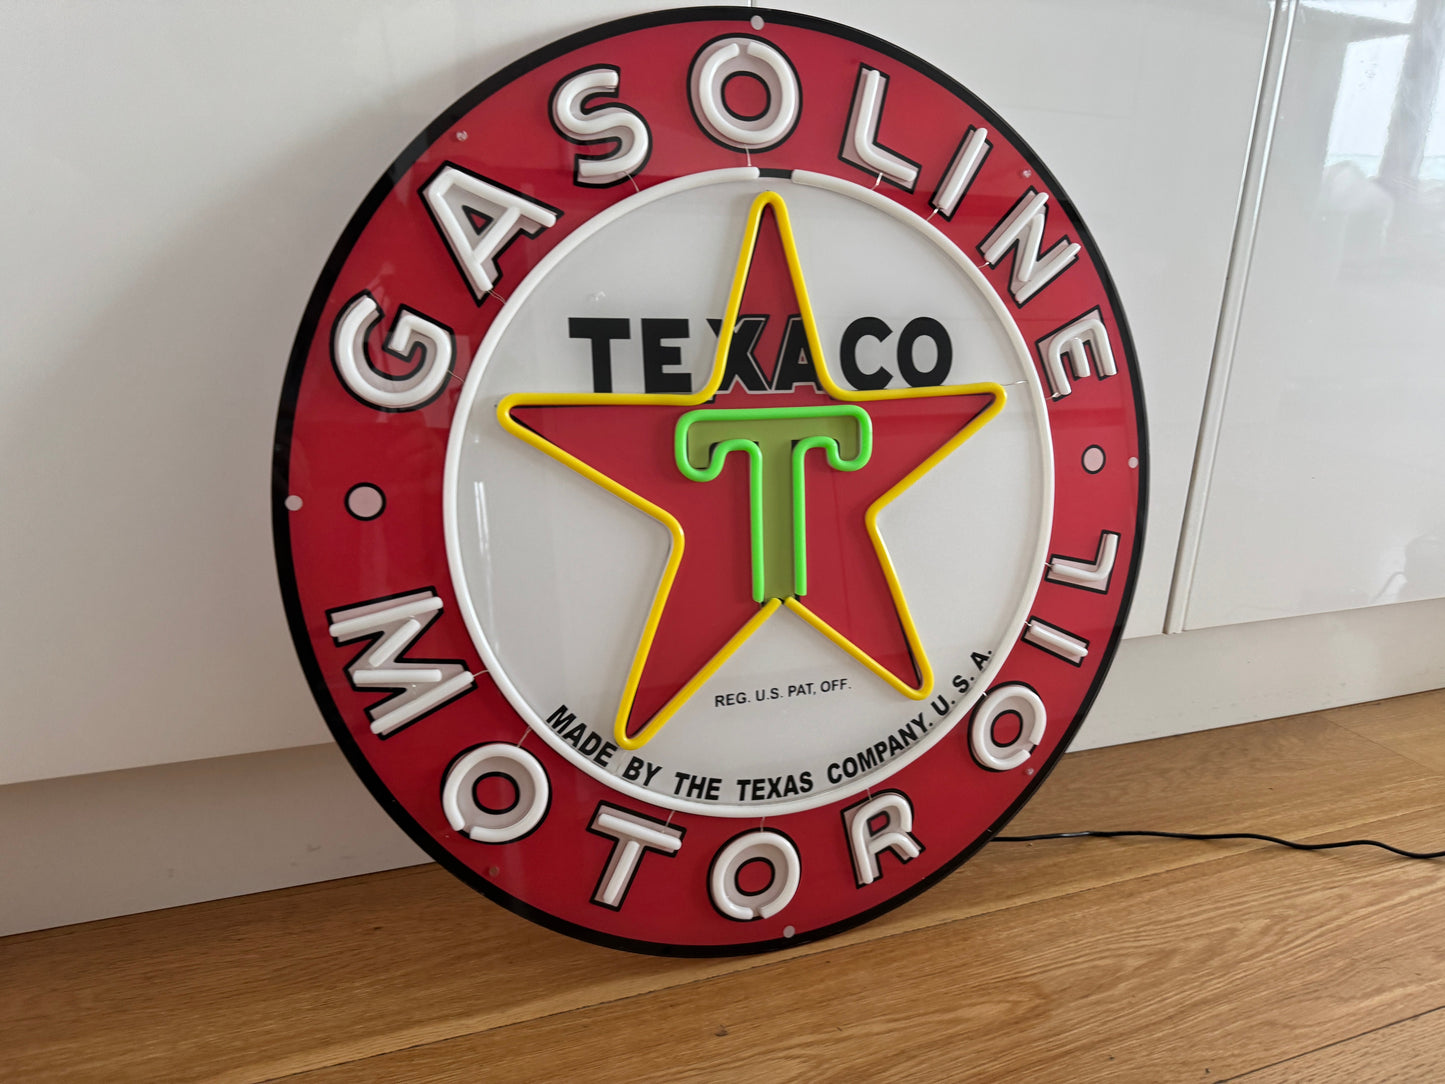 GASOLINE
TEXACO
T
REG. U.S. PAT, OFF.
MADE BY THE TEXAS COMPANY. U. S. A.
MOTOR OIL